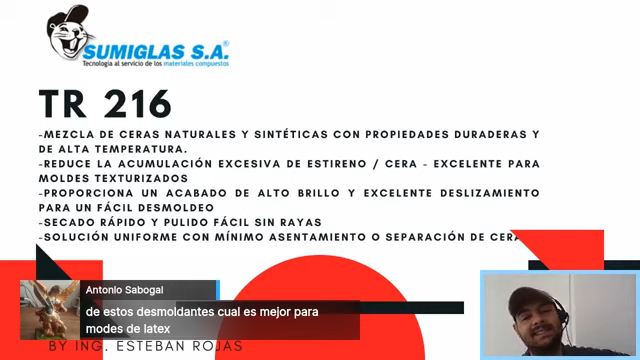 SUMIGLAS S.A.®
Tecnología al servicio de los materiales compuestos
TR 216
-MEZCLA DE CERAS NATURALES Y SINTÉTICAS CON PROPIEDADES DURADERAS Y
DE ALTA TEMPERATURA.
-REDUCE LA ACUMULACIÓN EXCESIVA DE ESTIRENO / CERA - EXCELENTE PARA
MOLDES TEXTURIZADOS
-PROPORCIONA UN ACABADO DE ALTO BRILLO Y EXCELENTE DESLIZAMIENTO
PARA UN FÁCIL DESMOLDEO
-SECADO RÁPIDO Y PULIDO FÁCIL SIN RAYAS
-SOLUCIÓN UNIFORME CON MÍNIMO ASENTAMIENTO O SEPARACIÓN DE CERA
Antonio Sabogal
de estos desmoldantes cual es mejor para
modes de latex
BY ING. ESTEBAN ROJAS